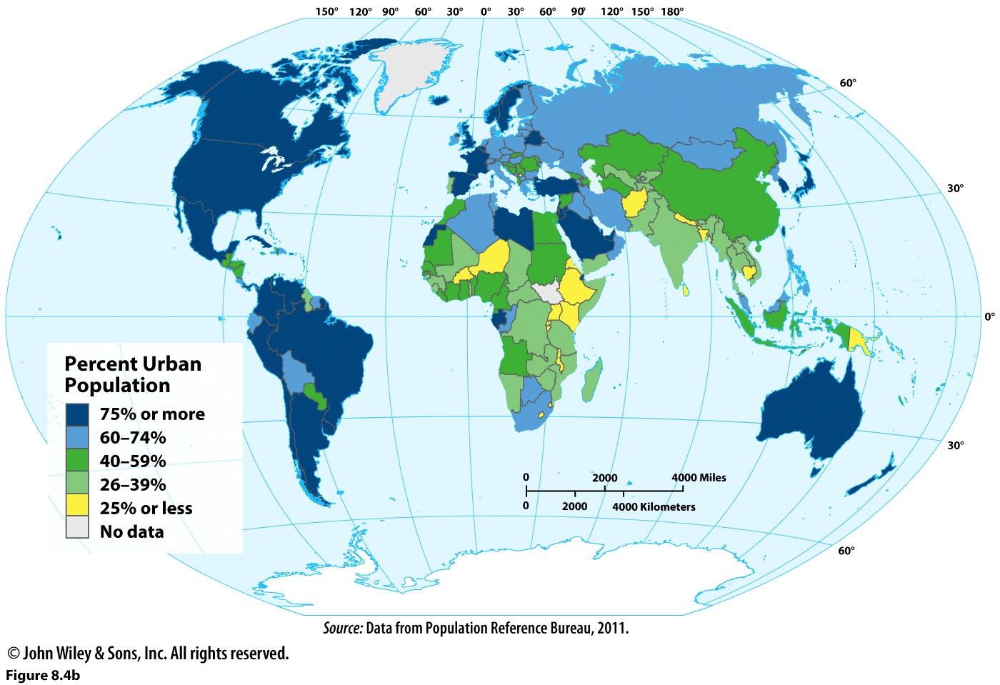 150° 120° 90° 60° 30° 0° 30° 60° 90° 120° 150° 180°
60°
30°
0°
30°
60°
Percent Urban
Population
75% or more
60–74%
40–59%
26–39%
25% or less
No data
0 2000 4000 Miles
0 2000 4000 Kilometers
Source: Data from Population Reference Bureau, 2011.
© John Wiley & Sons, Inc. All rights reserved.
Figure 8.4b